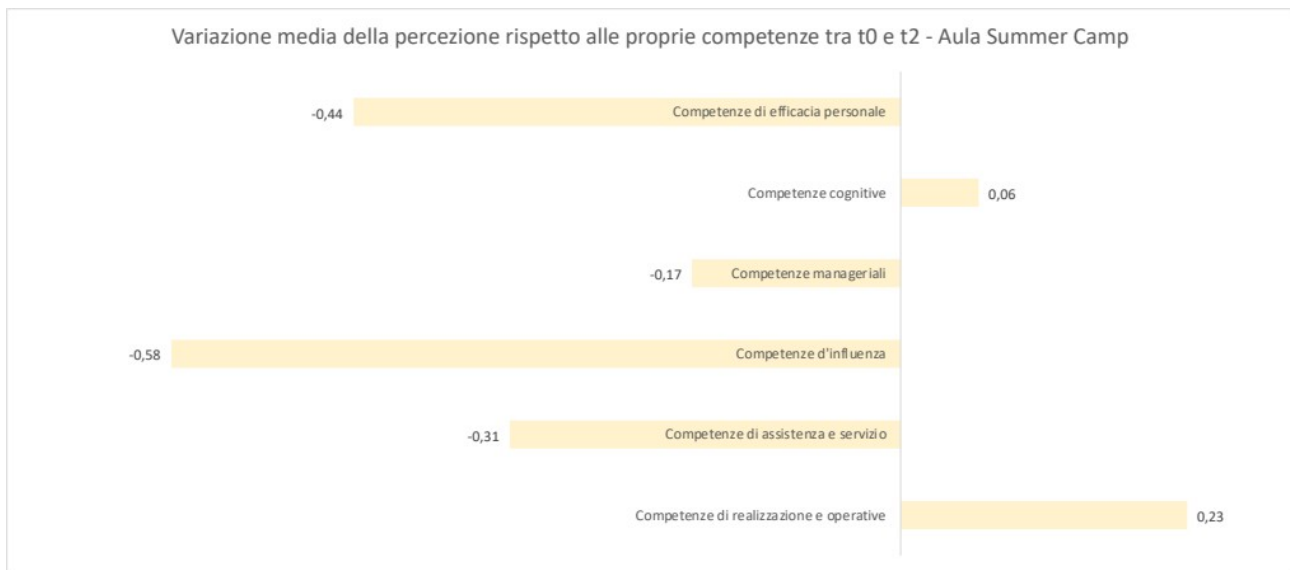 Variazione media della percezione rispetto alle proprie competenze tra t0 e t2 - Aula Summer Camp
-0,44 Competenze di efficacia personale
Competenze cognitive 0,06
-0,17 Competenze manageriali
-0,58 Competenze d'influenza
-0,31 Competenze di assistenza e servizio
Competenze di realizzazione e operative 0,23